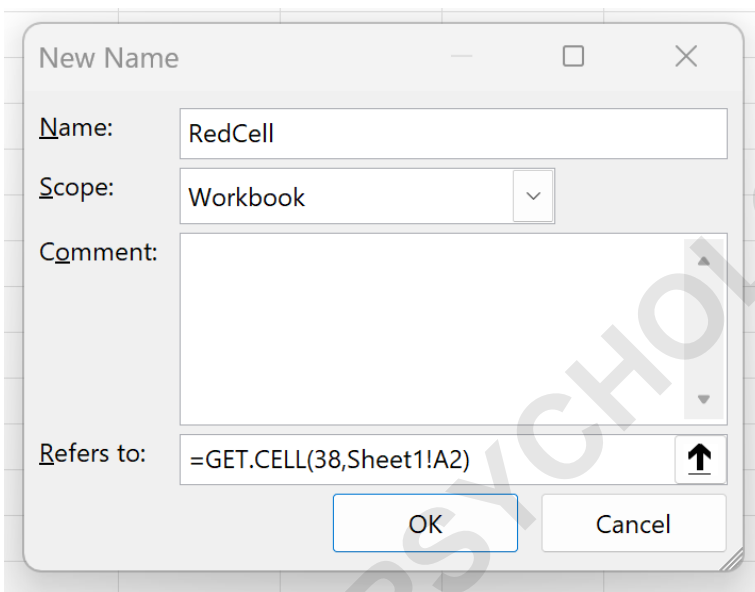 New Name
Name: RedCell
Scope: Workbook
Comment:
Refers to: =GET.CELL(38,Sheet1!A2)
OK Cancel